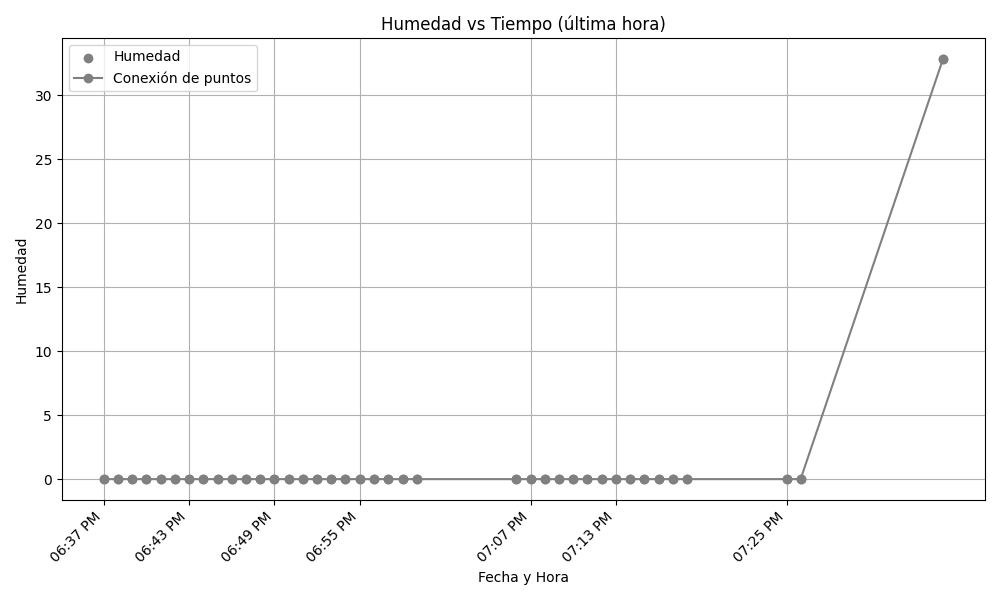 Humedad vs Tiempo (última hora)
Humedad
Conexión de puntos
Humedad
30
25
20
15
10
5
0
06:37 PM
06:43 PM
06:49 PM
06:55 PM
07:07 PM
07:13 PM
07:25 PM
Fecha y Hora